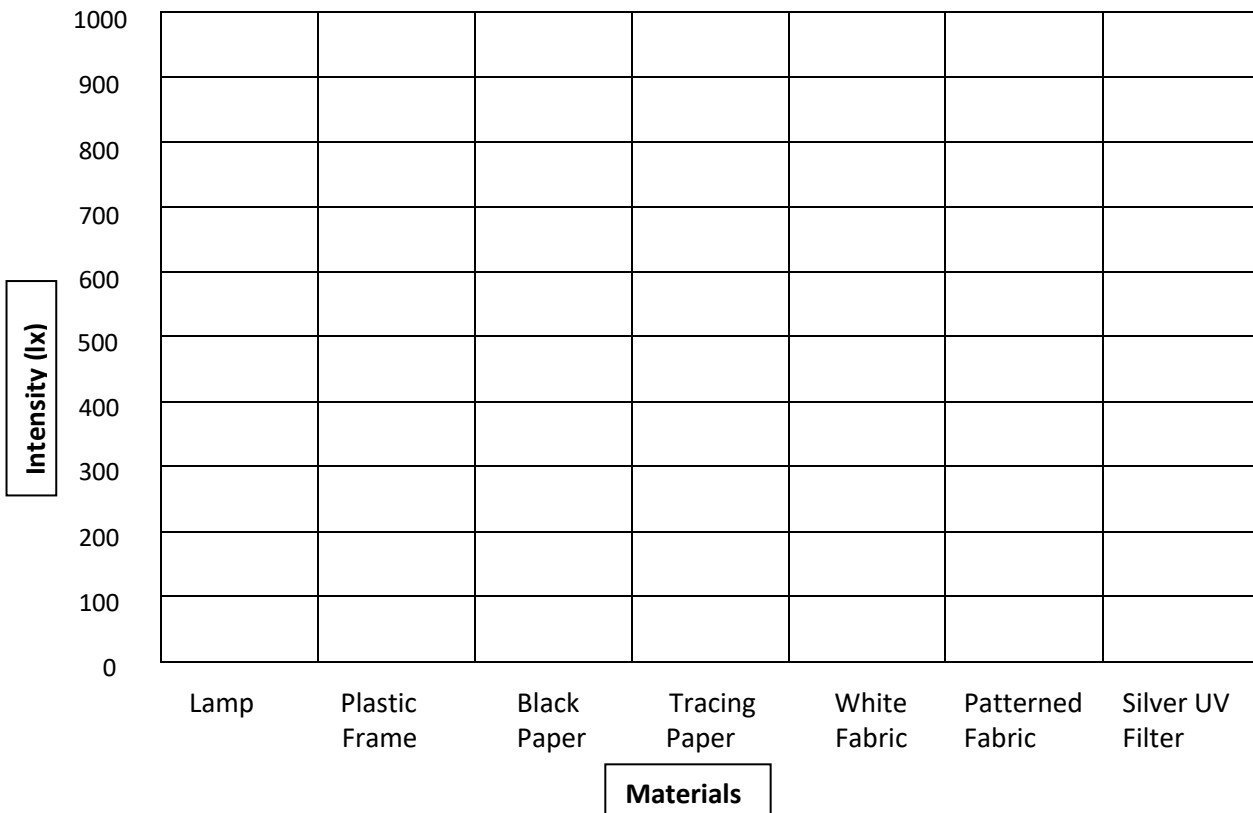 1000
900
800
700
600
500
400
300
200
100
0
Intensity (lx)
Lamp
Plastic
Frame
Black
Paper
Tracing
Paper
White
Fabric
Patterned
Fabric
Silver UV
Filter
Materials